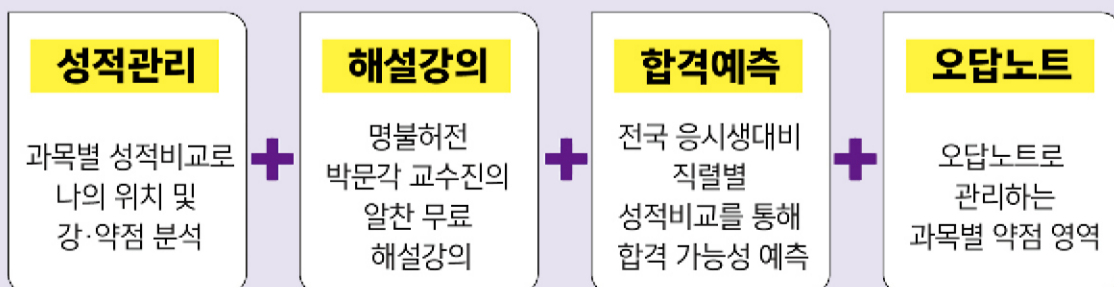 성적관리
과목별 성적비교로
나의 위치 및
강·약점 분석
해설강의
명불허전
박문각 교수진의
알찬 무료
해설강의
합격예측
전국 응시생대비
직렬별
성적비교를 통해
합격 가능성 예측
오답노트
오답노트로
관리하는
과목별 약점 영역